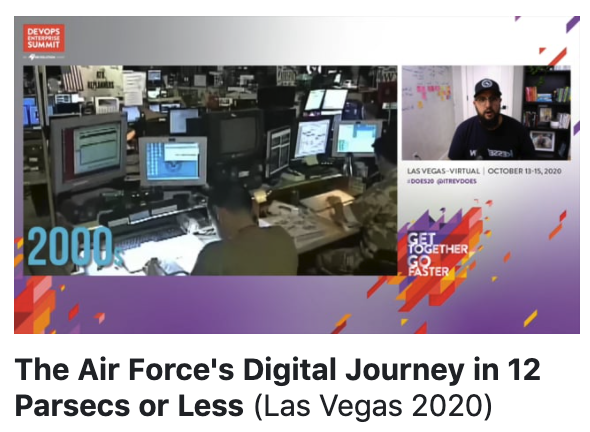 DEVOPS
ENTERPRISE
SUMMIT
2000s
LAS VEGAS-VIRTUAL | OCTOBER 13-15, 2020
#DOES20 @ITREVDOES
GET
TOGETHER
GO
FASTER
The Air Force's Digital Journey in 12
Parsecs or Less (Las Vegas 2020)